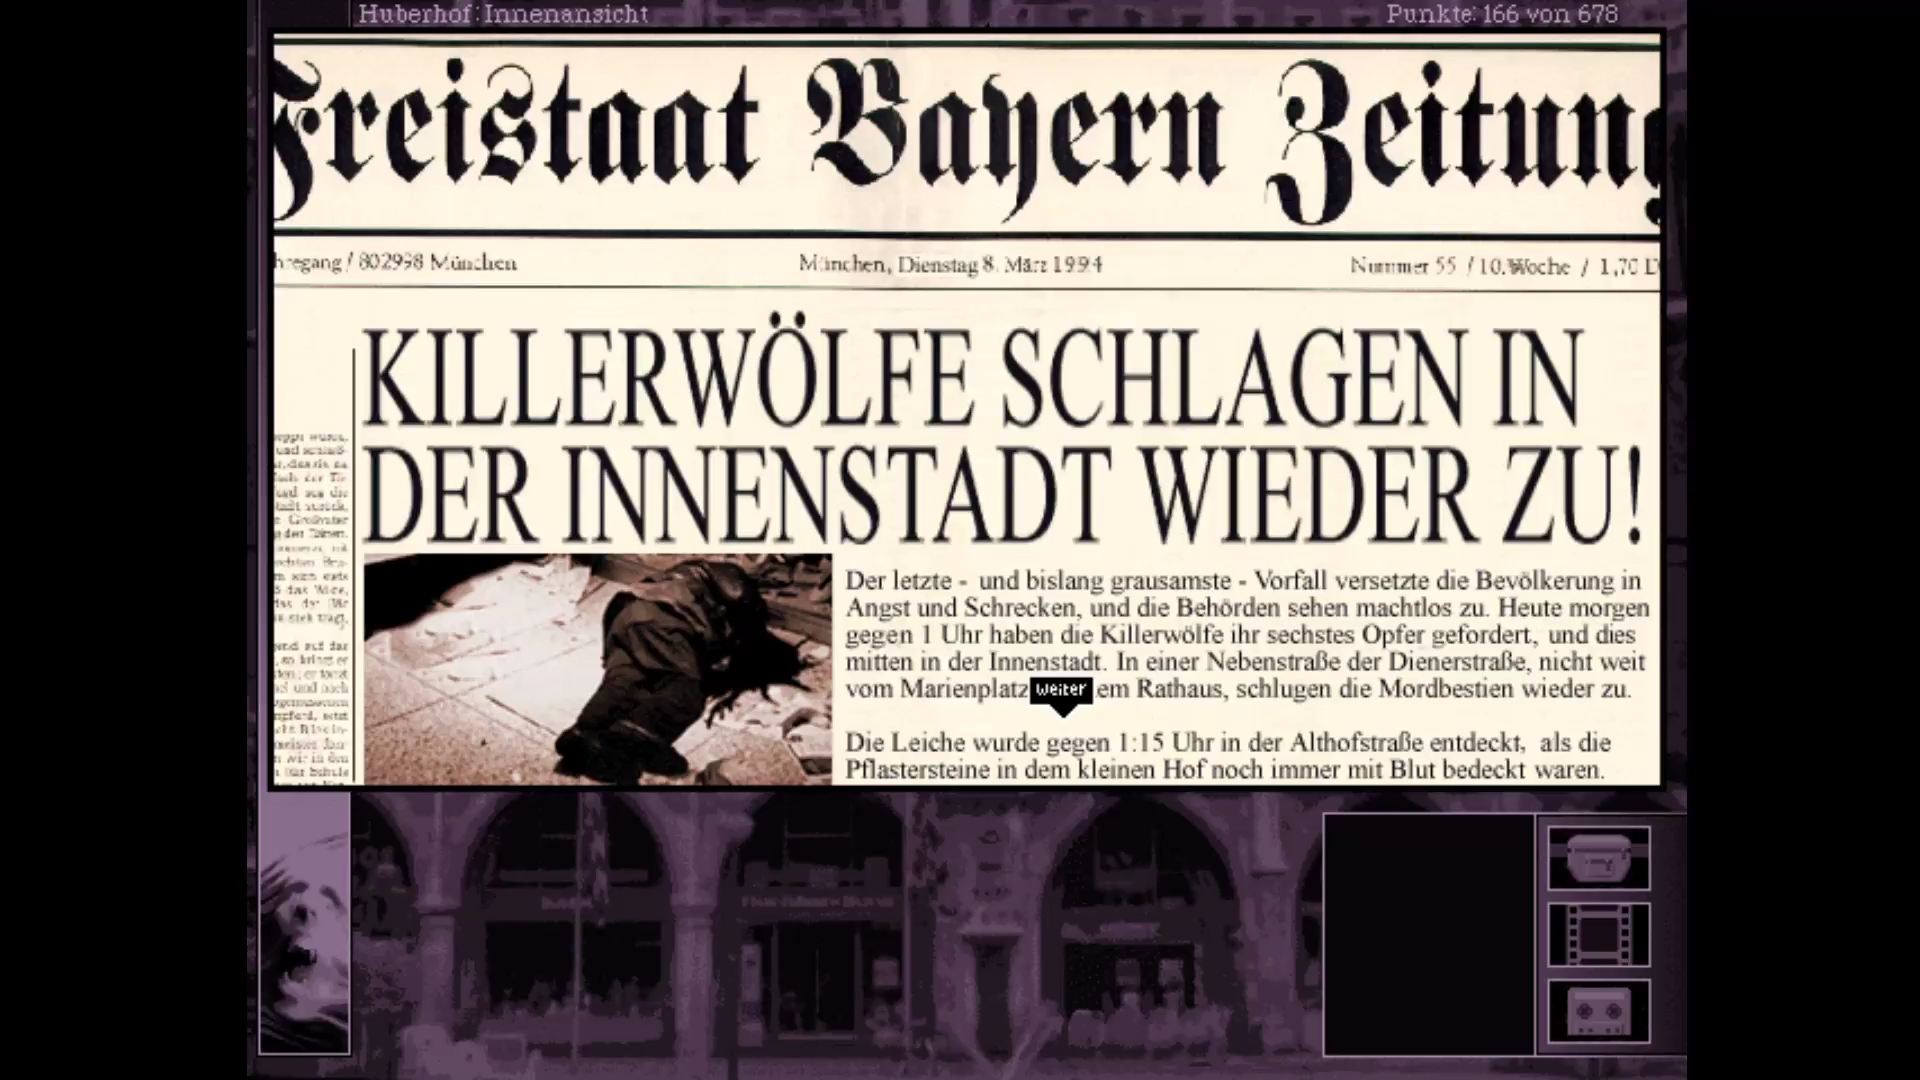 Huberhof: Innenansicht
Punkte: 166 von 678
Freistaat Bayern Zeitung
hregang / 802998 München
München, Dienstag 8. März 1994
Nummer 55 / 10.Woche / 1,70 D
KILLERWÖLFE SCHLAGEN IN
DER INNENSTADT WIEDER ZU!
Der letzte - und bislang grausamste - Vorfall versetzte die Bevölkerung in
Angst und Schrecken, und die Behörden sehen machtlos zu. Heute morgen
gegen 1 Uhr haben die Killerwölfe ihr sechstes Opfer gefordert, und dies
mitten in der Innenstadt. In einer Nebenstraße der Dienerstraße, nicht weit
vom Marienplatz weiter em Rathaus, schlugen die Mordbestien wieder zu.
Die Leiche wurde gegen 1:15 Uhr in der Althofstraße entdeckt, als die
Pflastersteine in dem kleinen Hof noch immer mit Blut bedeckt waren.